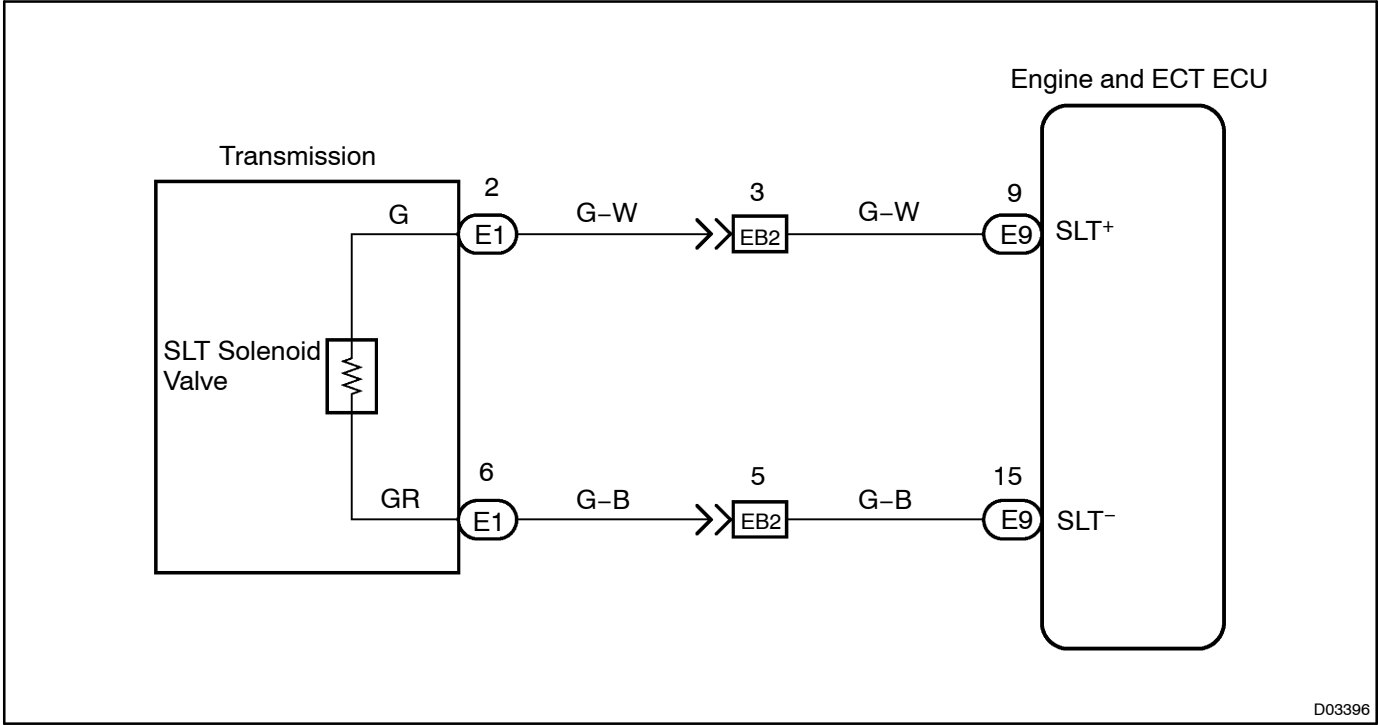 Engine and ECT ECU
Transmission
2
3
9
G
G−W
G−W
E1
EB2
E9
SLT+
SLT Solenoid
Valve
6
5
15
GR
G−B
G−B
E1
EB2
E9
SLT−
D03396